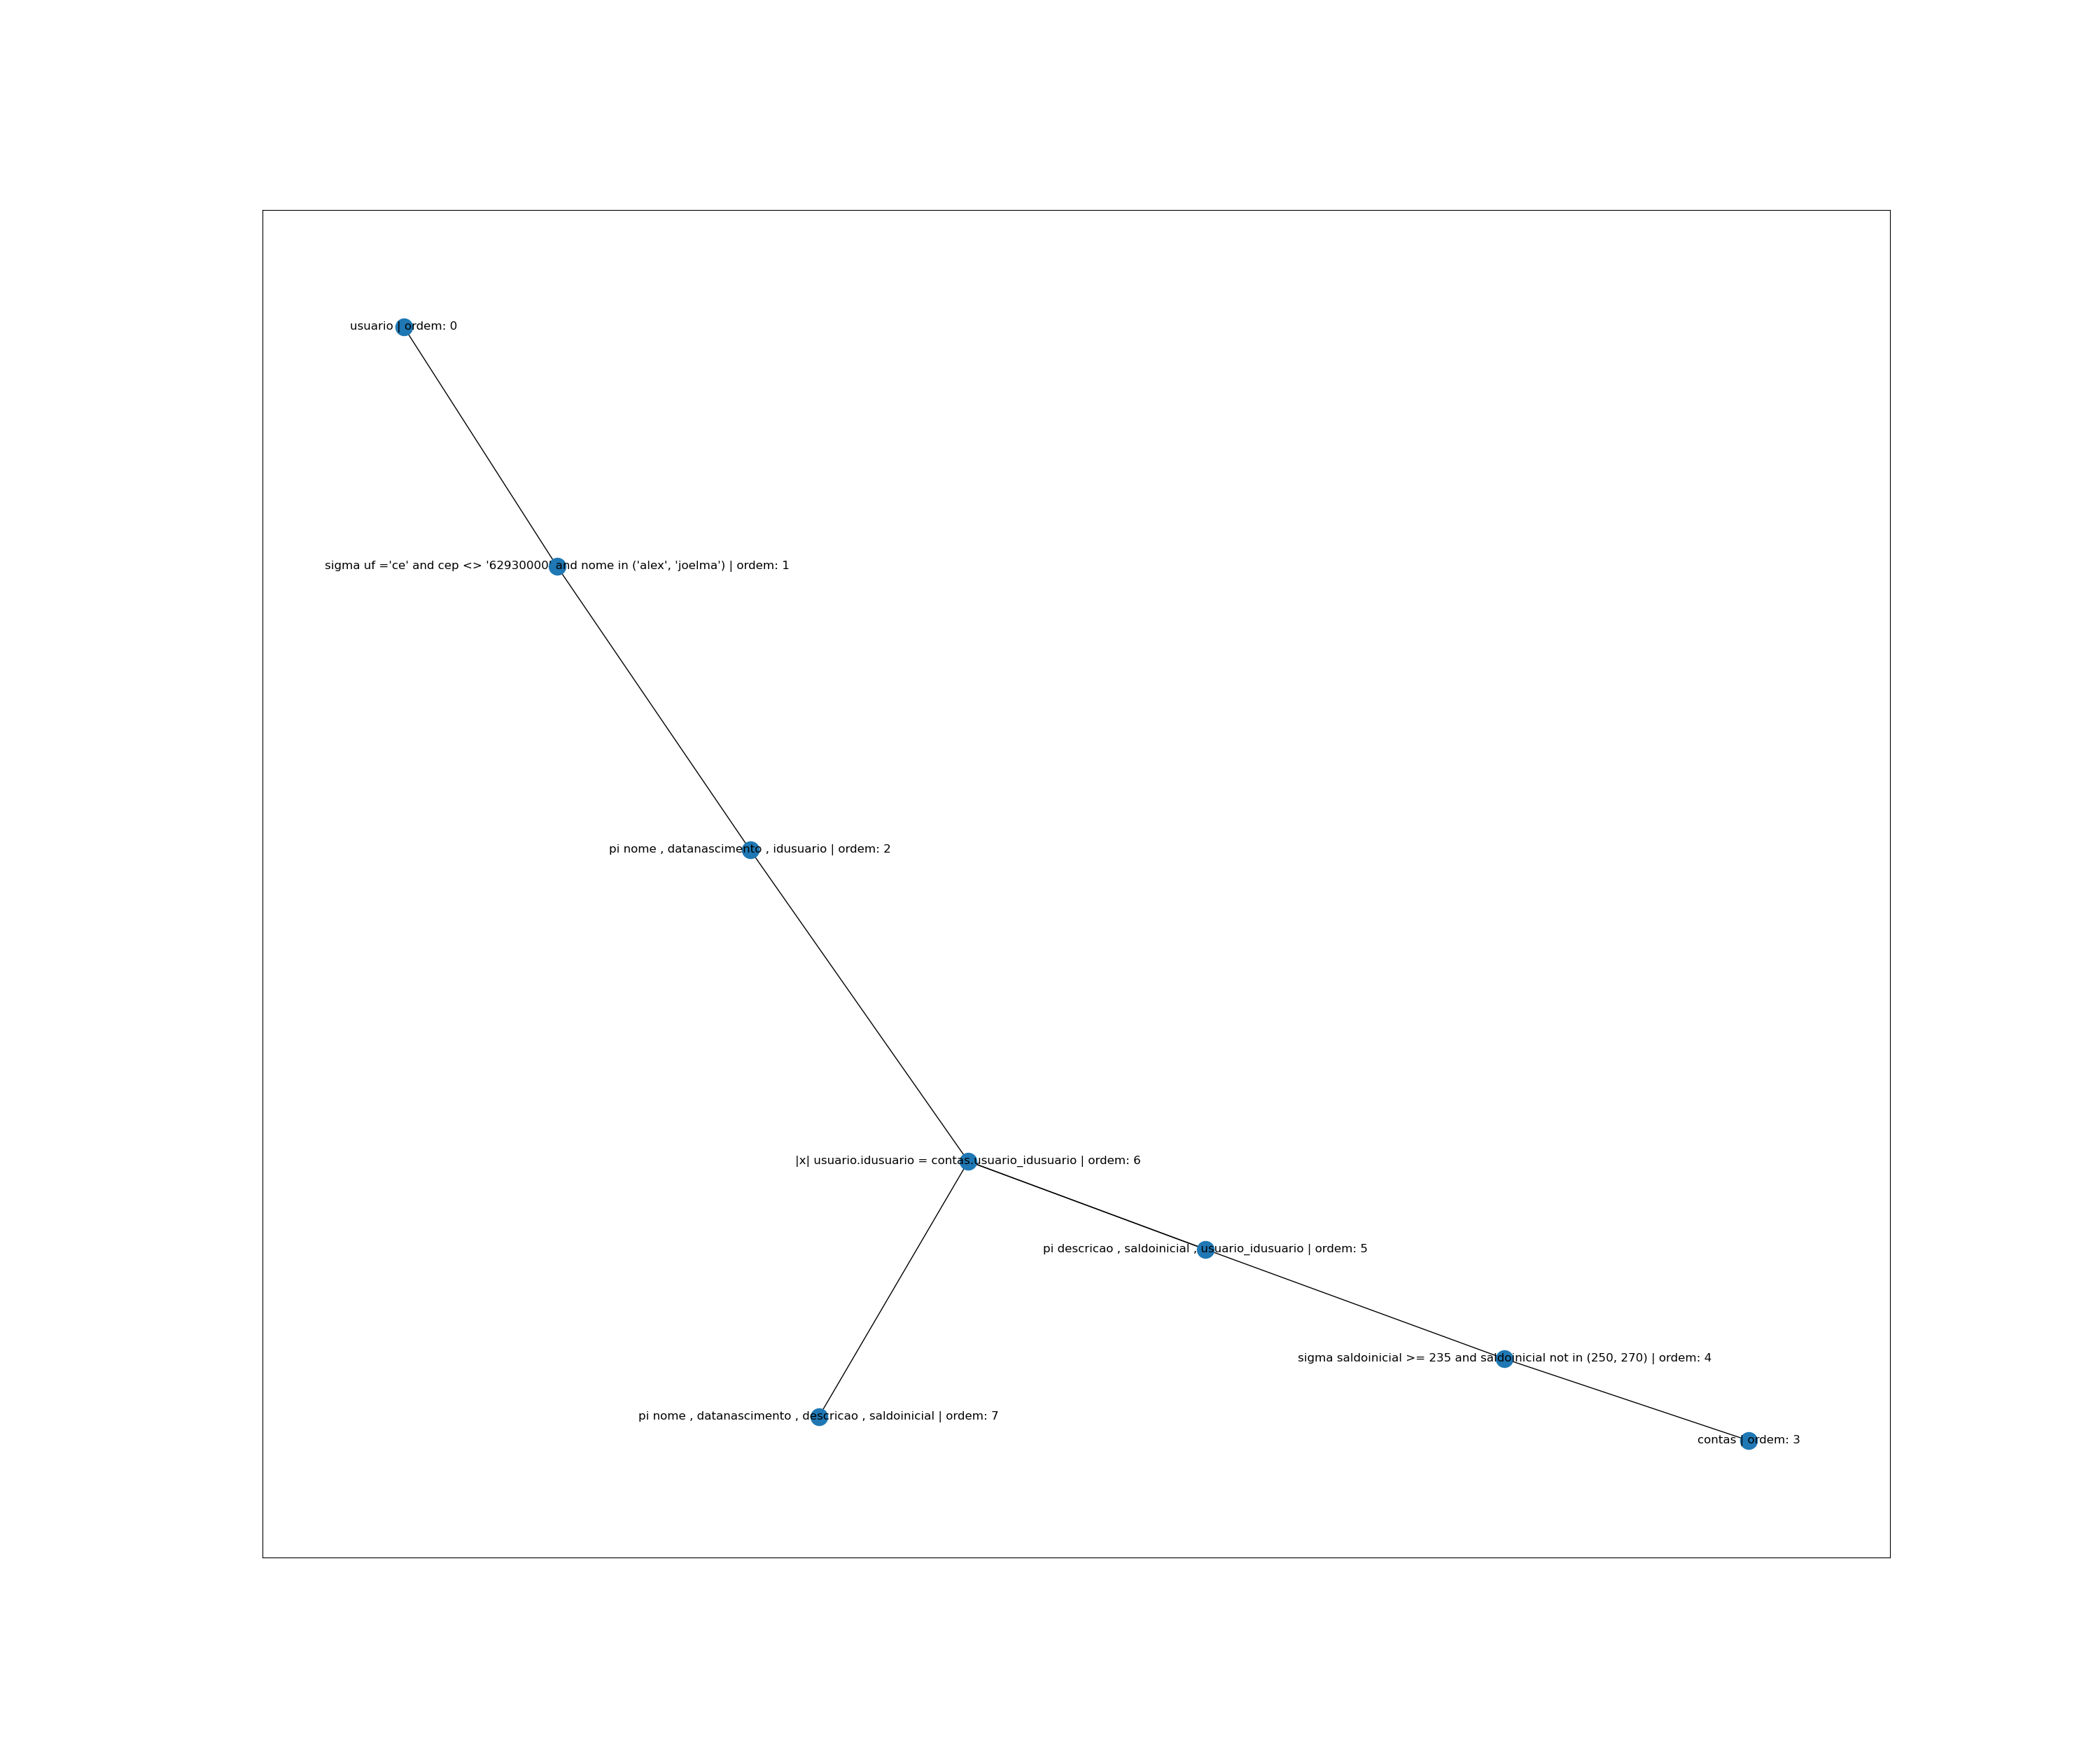 usuario | ordem: 0
sigma uf ='ce' and cep <> '62930000' and nome in ('alex', 'joelma') | ordem: 1
pi nome , datanascimento , idusuario | ordem: 2
|x| usuario.idusuario = contas.usuario_idusuario | ordem: 6
pi descricao , saldoinicial , usuario_idusuario | ordem: 5
sigma saldoinicial >= 235 and saldoinicial not in (250, 270) | ordem: 4
pi nome , datanascimento , descricao , saldoinicial | ordem: 7
contas | ordem: 3